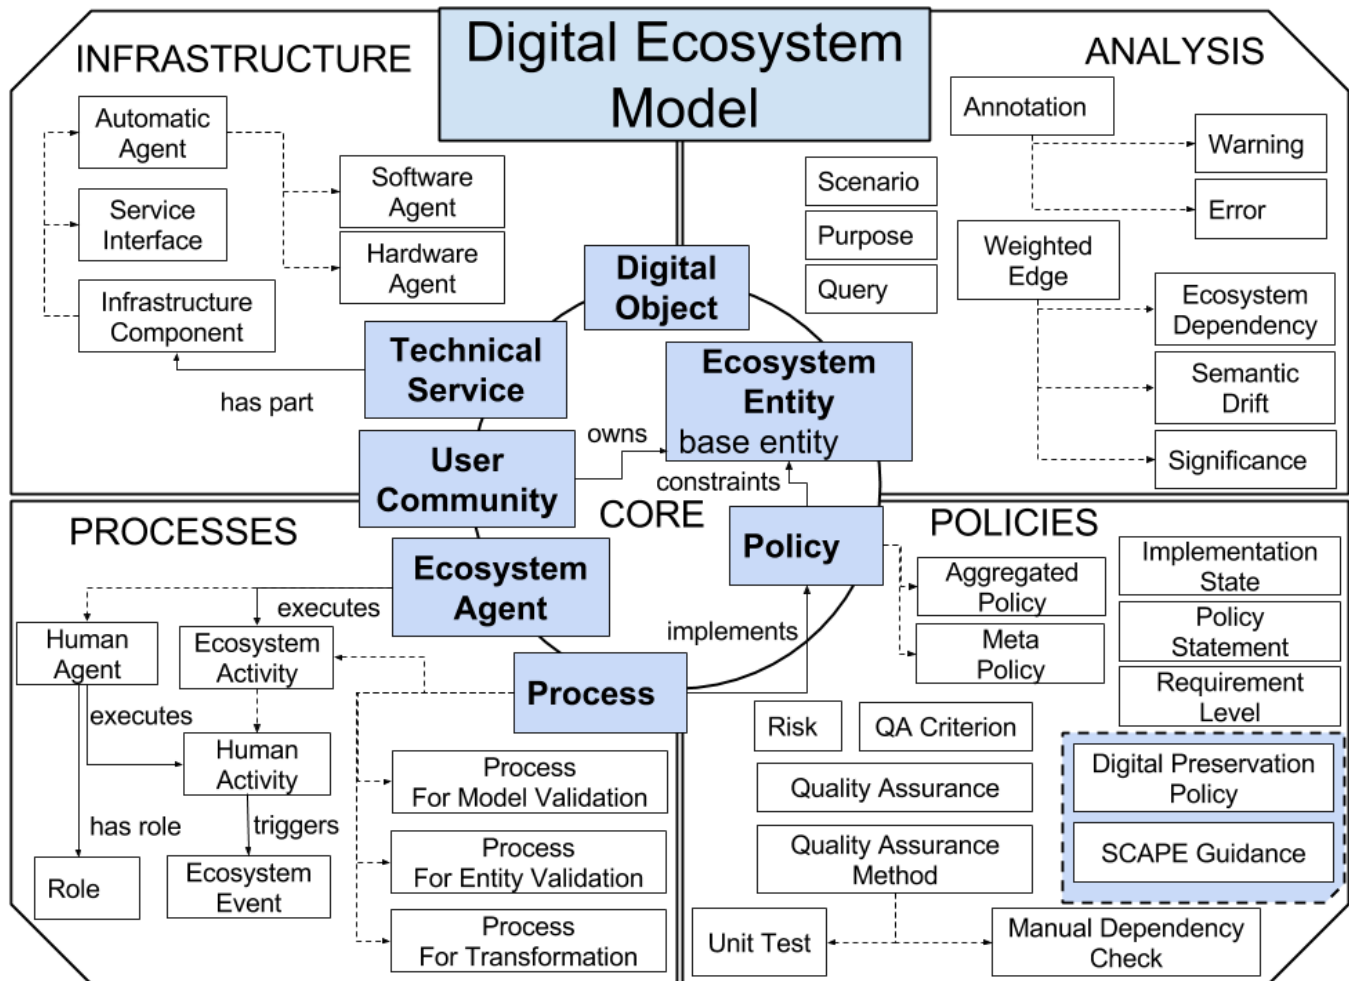 Digital Ecosystem
Model
INFRASTRUCTURE
Automatic
Agent
Service
Interface
Infrastructure
Component
Software
Agent
Hardware
Agent
has part
ANALYSIS
Annotation
Warning
Error
Scenario
Purpose
Query
Weighted
Edge
Ecosystem
Dependency
Semantic
Drift
Significance
Digital
Object
Technical
Service
Ecosystem
Entity
base entity
User
Community
owns
constraints
CORE
Policy
Ecosystem
Agent
implements
Process
PROCESSES
executes
Human
Agent
Ecosystem
Activity
executes
Human
Activity
has role
triggers
Role
Ecosystem
Event
Process
For Model Validation
Process
For Entity Validation
Process
For Transformation
POLICIES
Aggregated
Policy
Meta
Policy
Implementation
State
Policy
Statement
Requirement
Level
Risk
QA Criterion
Quality Assurance
Quality Assurance
Method
Digital Preservation
Policy
SCAPE Guidance
Unit Test
Manual Dependency
Check